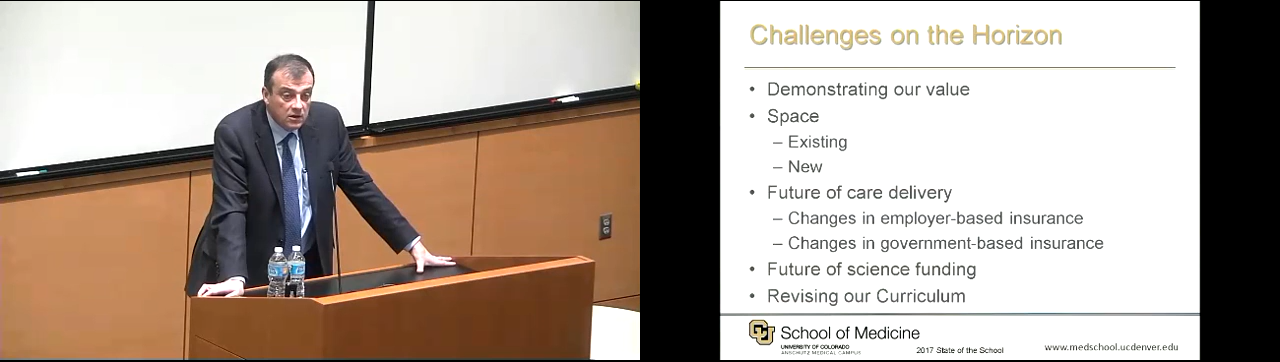 Challenges on the Horizon
• Demonstrating our value
• Space
– Existing
– New
• Future of care delivery
– Changes in employer-based insurance
– Changes in government-based insurance
• Future of science funding
• Revising our Curriculum
CU School of Medicine
UNIVERSITY OF COLORADO
ANSCHUTZ MEDICAL CAMPUS
2017 State of the School
www.medschool.ucdenver.edu